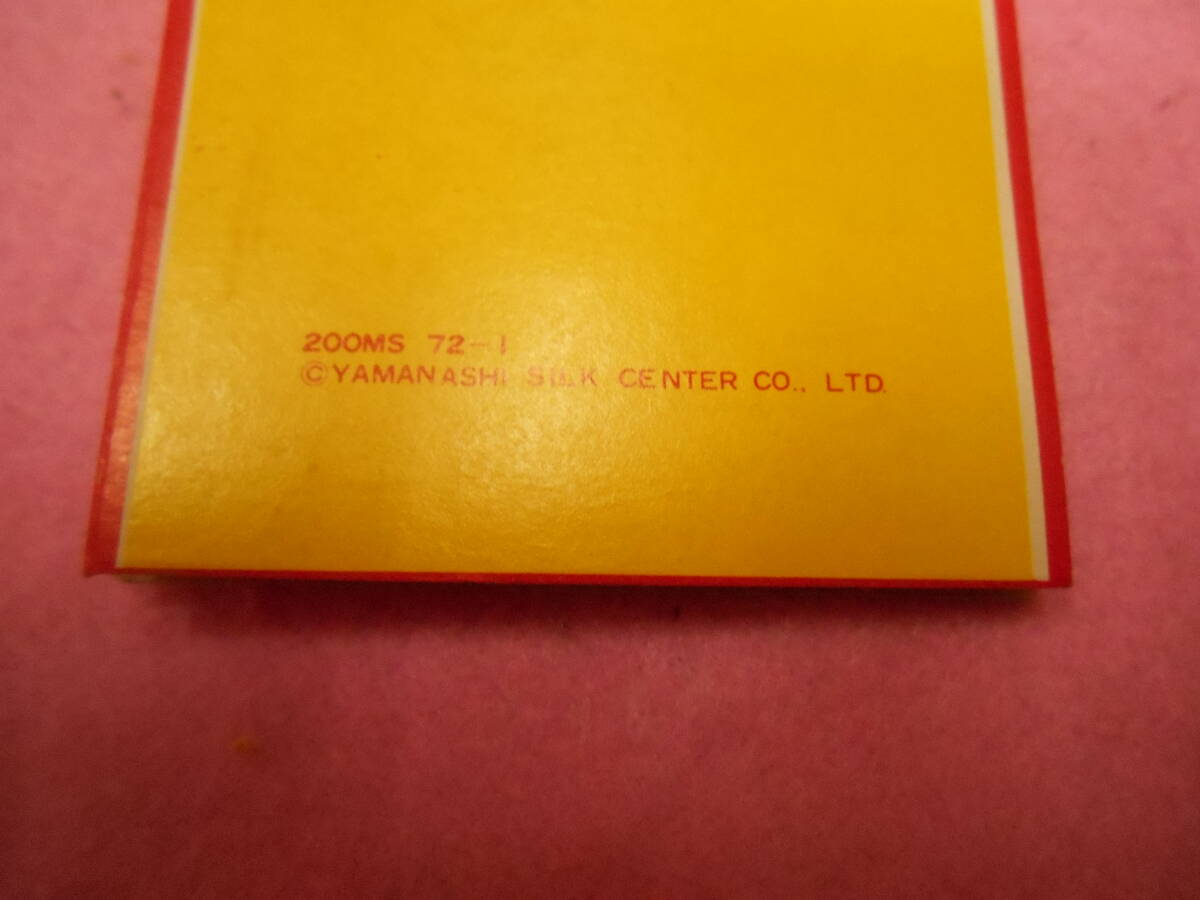 200MS 72-1
©YAMANASHI SILK CENTER CO., LTD.